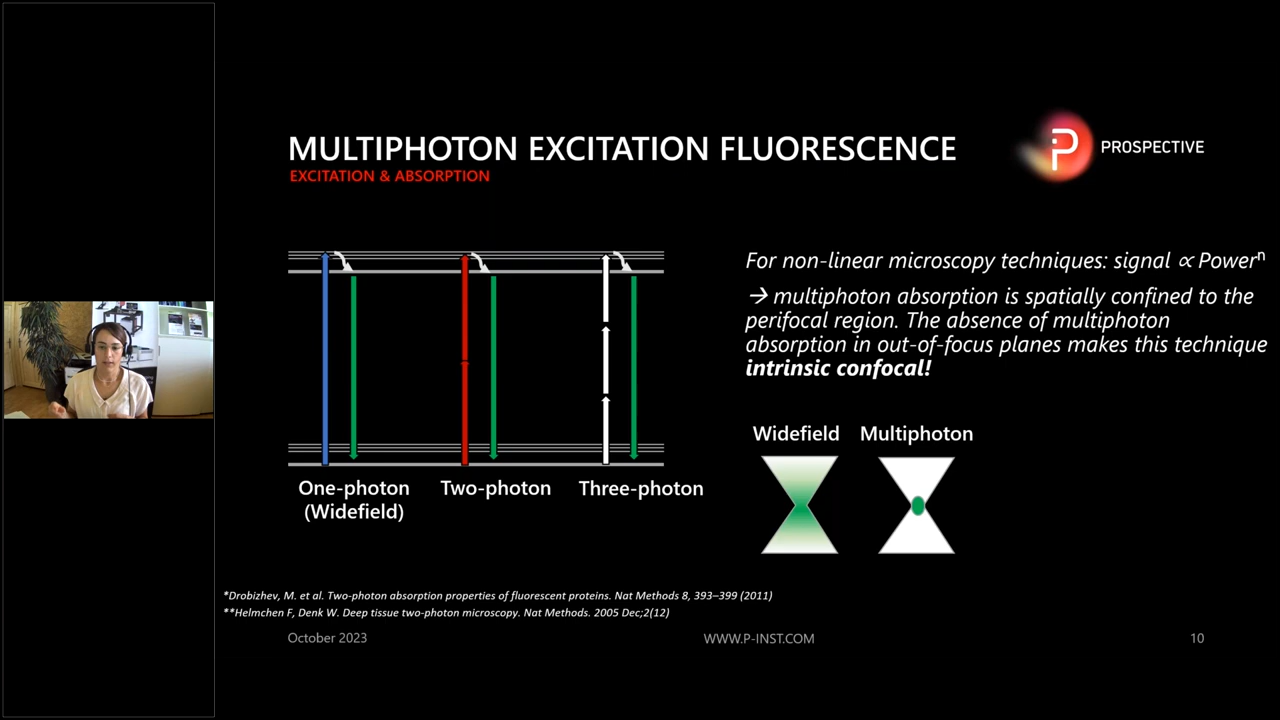 MULTIPHOTON EXCITATION FLUORESCENCE
EXCITATION & ABSORPTION
P PROSPECTIVE
For non-linear microscopy techniques: signal ∝ Powerⁿ
→ multiphoton absorption is spatially confined to the
perifocal region. The absence of multiphoton
absorption in out-of-focus planes makes this technique
intrinsic confocal!
Widefield Multiphoton
One-photon Two-photon Three-photon
(Widefield)
*Drobizhev, M. et al. Two-photon absorption properties of fluorescent proteins. Nat Methods 8, 393–399 (2011)
**Helmchen F, Denk W. Deep tissue two-photon microscopy. Nat Methods. 2005 Dec;2(12)
October 2023 WWW.P-INST.COM 10